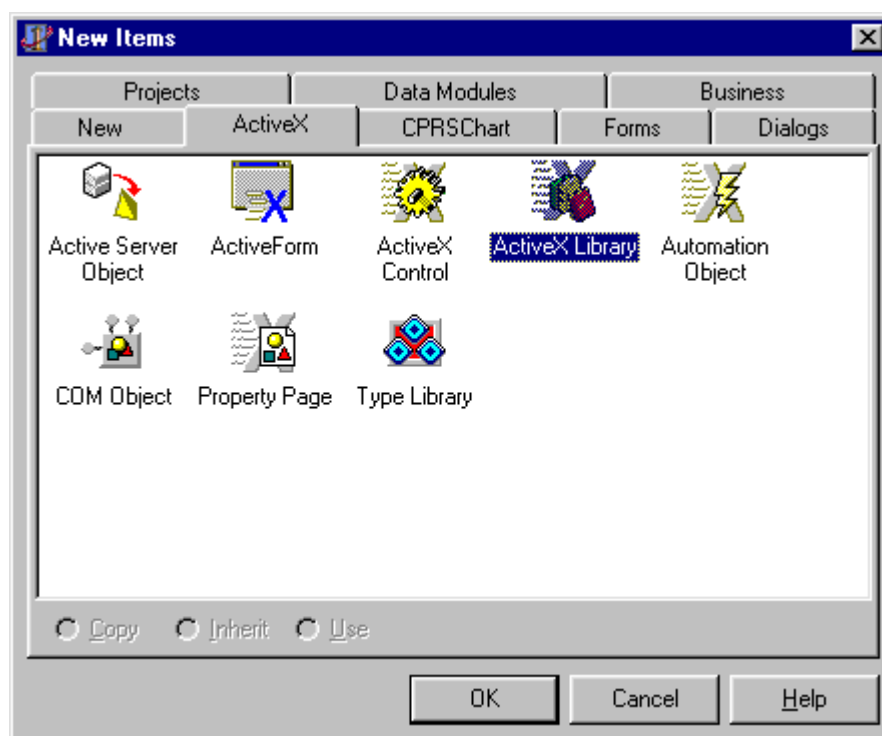 New Items
Projects Data Modules Business
New ActiveX CPRSChart Forms Dialogs
Active Server ActiveForm ActiveX ActiveX Library Automation
Object Control Object
COM Object Property Page Type Library
Copy Inherit Use
OK Cancel Help